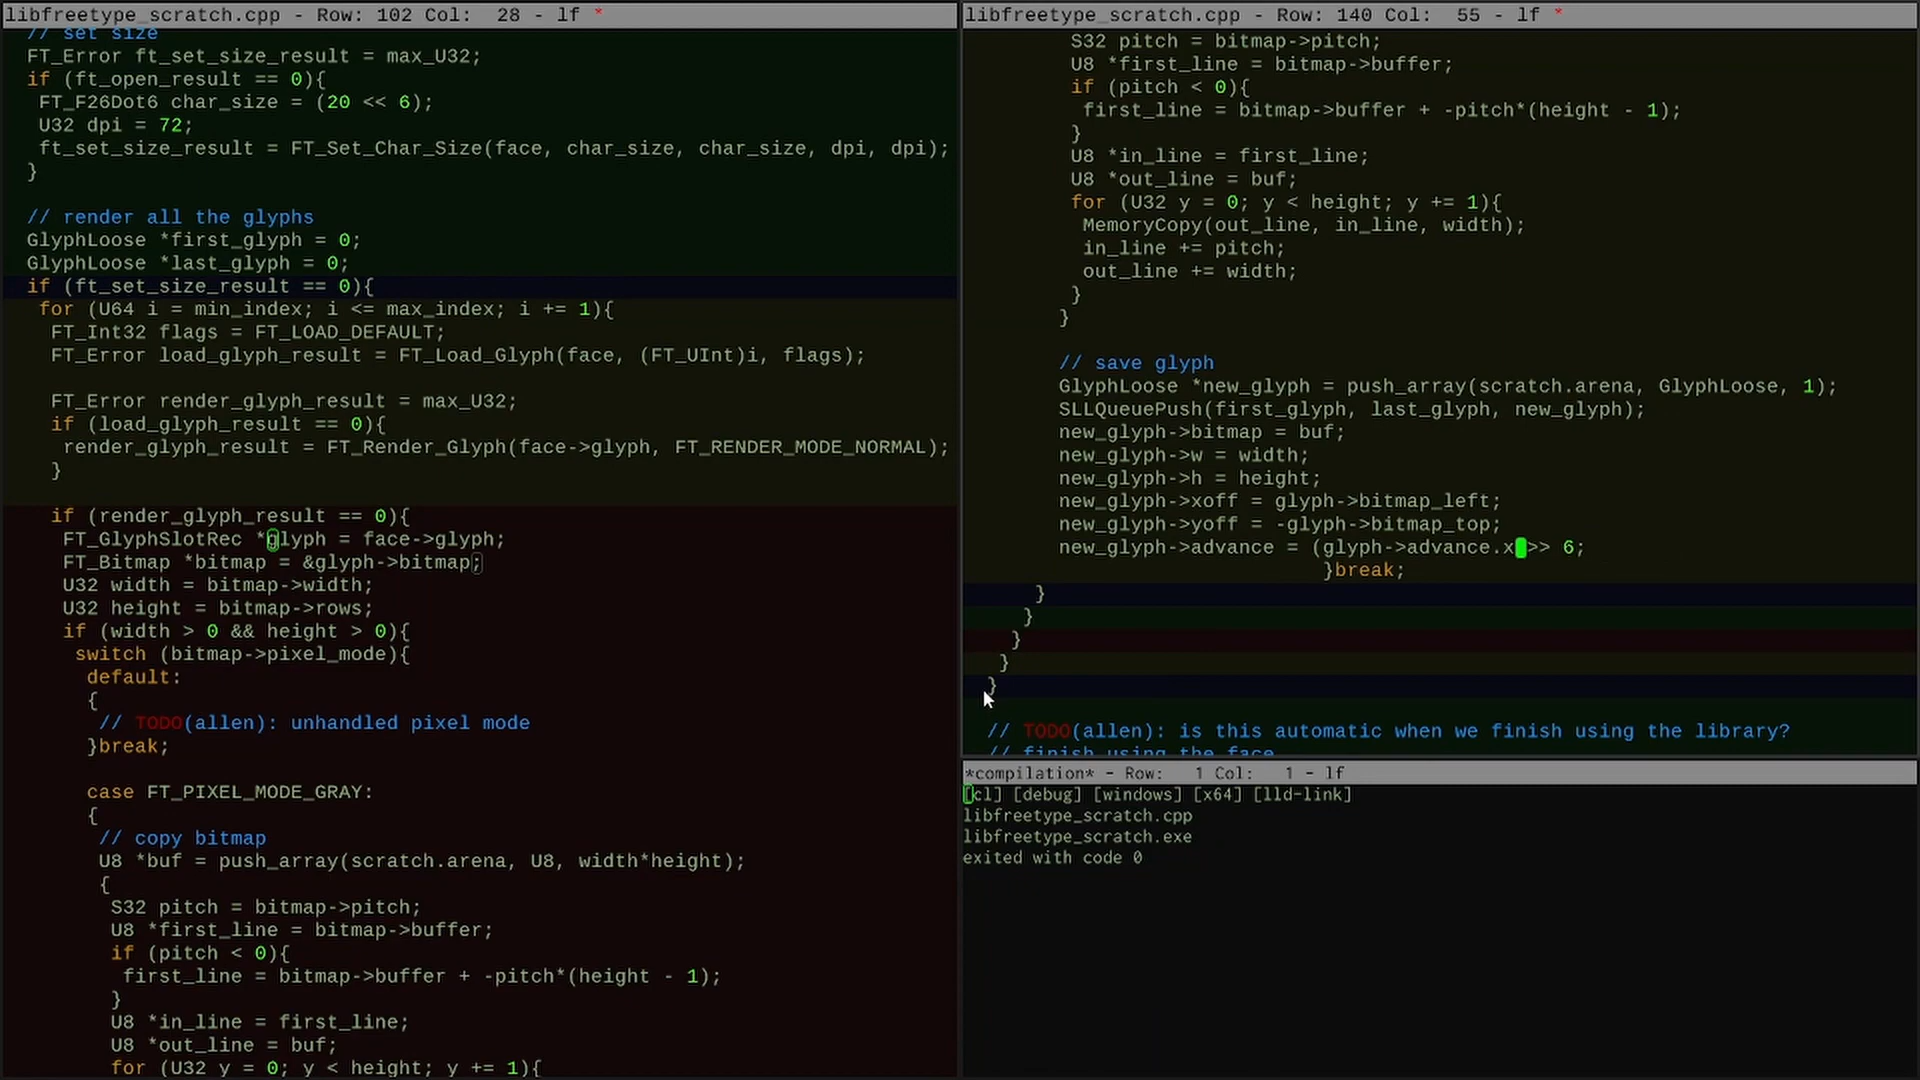 libfreetype_scratch.cpp - Row: 102 Col:  28 - lf *
// set size
FT_Error ft_set_size_result = max_U32;
if (ft_open_result == 0){
FT_F26Dot6 char_size = (20 << 6);
U32 dpi = 72;
ft_set_size_result = FT_Set_Char_Size(face, char_size, char_size, dpi, dpi);
}
// render all the glyphs
GlyphLoose *first_glyph = 0;
GlyphLoose *last_glyph = 0;
if (ft_set_size_result == 0){
for (U64 i = min_index; i <= max_index; i += 1){
FT_Int32 flags = FT_LOAD_DEFAULT;
FT_Error load_glyph_result = FT_Load_Glyph(face, (FT_UInt)i, flags);
FT_Error render_glyph_result = max_U32;
if (load_glyph_result == 0){
render_glyph_result = FT_Render_Glyph(face->glyph, FT_RENDER_MODE_NORMAL);
}
if (render_glyph_result == 0){
FT_GlyphSlotRec *glyph = face->glyph;
FT_Bitmap *bitmap = &glyph->bitmap;
U32 width = bitmap->width;
U32 height = bitmap->rows;
if (width > 0 && height > 0){
switch (bitmap->pixel_mode){
default:
{
// TODO(allen): unhandled pixel mode
}break;
case FT_PIXEL_MODE_GRAY:
{
// copy bitmap
U8 *buf = push_array(scratch.arena, U8, width*height);
{
S32 pitch = bitmap->pitch;
U8 *first_line = bitmap->buffer;
if (pitch < 0){
first_line = bitmap->buffer + -pitch*(height - 1);
}
U8 *in_line = first_line;
U8 *out_line = buf;
for (U32 y = 0; y < height; y += 1){
libfreetype_scratch.cpp - Row: 140 Col:  55 - lf *
S32 pitch = bitmap->pitch;
U8 *first_line = bitmap->buffer;
if (pitch < 0){
first_line = bitmap->buffer + -pitch*(height - 1);
}
U8 *in_line = first_line;
U8 *out_line = buf;
for (U32 y = 0; y < height; y += 1){
MemoryCopy(out_line, in_line, width);
in_line += pitch;
out_line += width;
}
}
// save glyph
GlyphLoose *new_glyph = push_array(scratch.arena, GlyphLoose, 1);
SLLQueuePush(first_glyph, last_glyph, new_glyph);
new_glyph->bitmap = buf;
new_glyph->w = width;
new_glyph->h = height;
new_glyph->xoff = glyph->bitmap_left;
new_glyph->yoff = -glyph->bitmap_top;
new_glyph->advance = (glyph->advance.x >> 6;
}break;
}
}
}
}
}
// TODO(allen): is this automatic when we finish using the library?
// finish using the face
*compilation* - Row:   1 Col:   1 - lf
[cl] [debug] [windows] [x64] [lld-link]
libfreetype_scratch.cpp
libfreetype_scratch.exe
exited with code 0